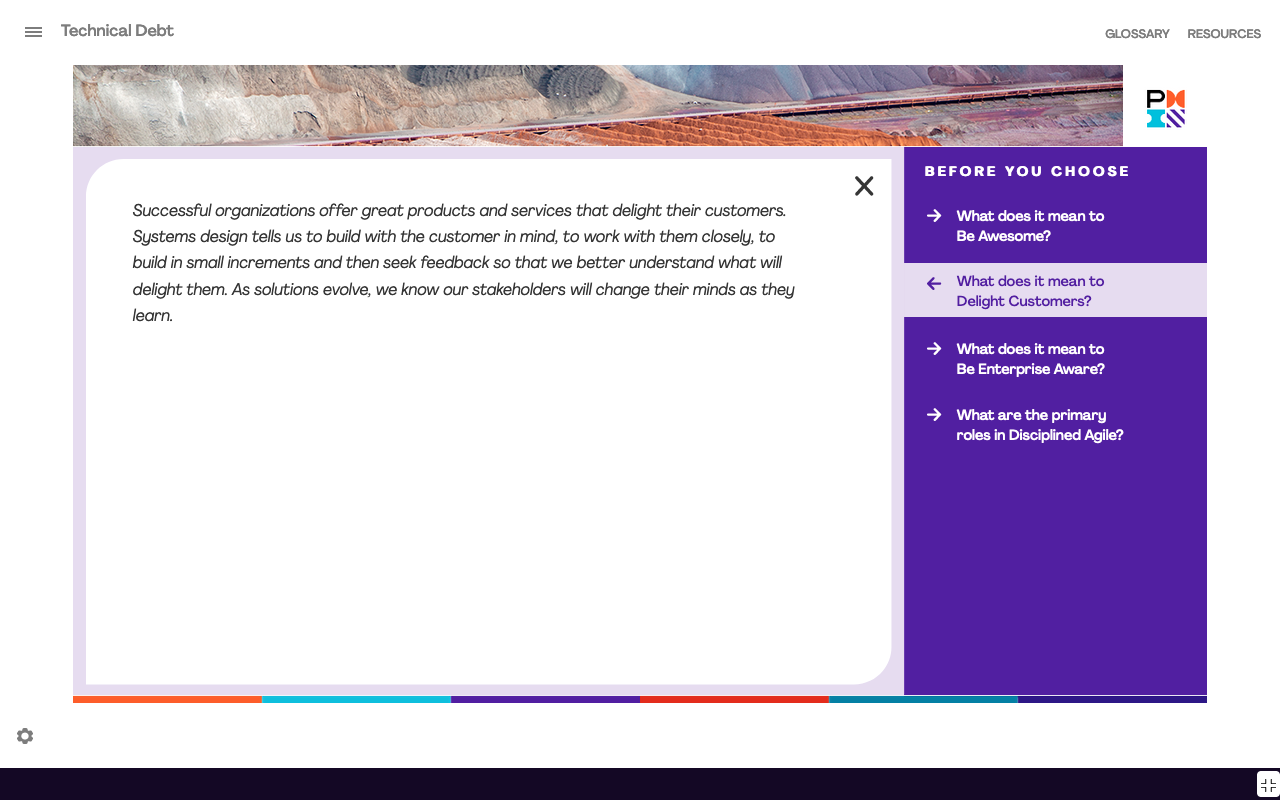 Technical Debt
GLOSSARY
RESOURCES
P
BEFORE YOU CHOOSE
Successful organizations offer great products and services that delight their customers.
Systems design tells us to build with the customer in mind, to work with them closely, to
build in small increments and then seek feedback so that we better understand what will
delight them. As solutions evolve, we know our stakeholders will change their minds as they
learn.
What does it mean to
Be Awesome?
What does it mean to
Delight Customers?
What does it mean to
Be Enterprise Aware?
What are the primary
roles in Disciplined Agile?